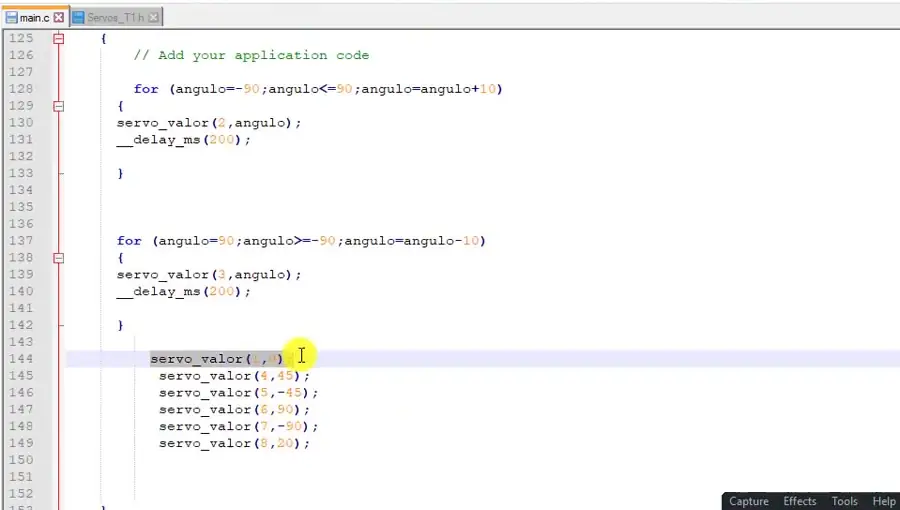 main.c Servos_T1.h
125 {
126 // Add your application code
127
128 for (angulo=-90;angulo<=90;angulo=angulo+10)
129 {
130 servo_valor(2,angulo);
131 __delay_ms(200);
132
133 }
134
135
136
137 for (angulo=90;angulo>=-90;angulo=angulo-10)
138 {
139 servo_valor(3,angulo);
140 __delay_ms(200);
141
142 }
143
144 servo_valor(1,0);
145 servo_valor(4,45);
146 servo_valor(5,-45);
147 servo_valor(6,90);
148 servo_valor(7,-90);
149 servo_valor(8,20);
150
151
152
Capture Effects Tools Help